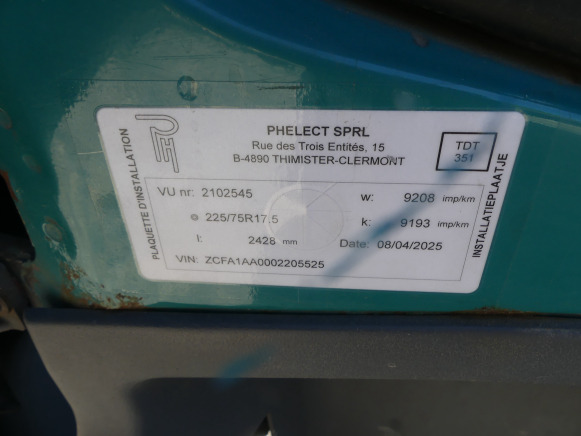 PLAQUETTE D'INSTALLATION
PHELECT SPRL
Rue des Trois Entités, 15
B-4890 THIMISTER-CLERMONT
TDT
351
INSTALLATIEPLAATJE
VU nr: 2102545
w: 9208 imp/km
225/75R17,5
k: 9193 imp/km
l: 2428 mm
Date: 08/04/2025
VIN: ZCFA1AA0002205525